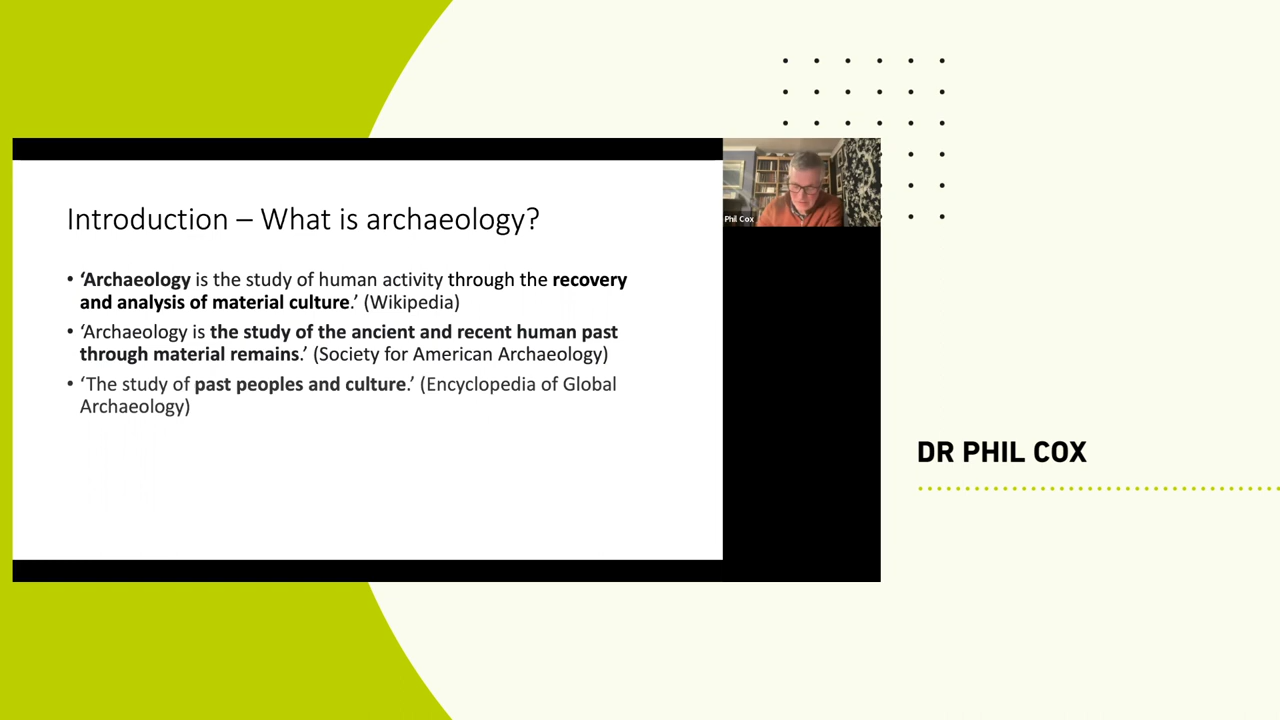 Introduction – What is archaeology?
• ‘Archaeology is the study of human activity through the recovery
and analysis of material culture.’ (Wikipedia)
• ‘Archaeology is the study of the ancient and recent human past
through material remains.’ (Society for American Archaeology)
• ‘The study of past peoples and culture.’ (Encyclopedia of Global
Archaeology)
Phil Cox
DR PHIL COX